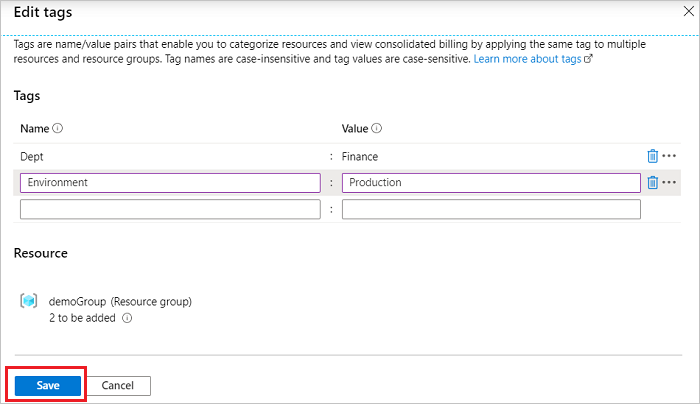 Edit tags
Tags are name/value pairs that enable you to categorize resources and view consolidated billing by applying the same tag to multiple
resources and resource groups. Tag names are case-insensitive and tag values are case-sensitive. Learn more about tags
Tags
Name Value
Dept : Finance
Environment : Production
:
Resource
demoGroup (Resource group)
2 to be added
Save Cancel